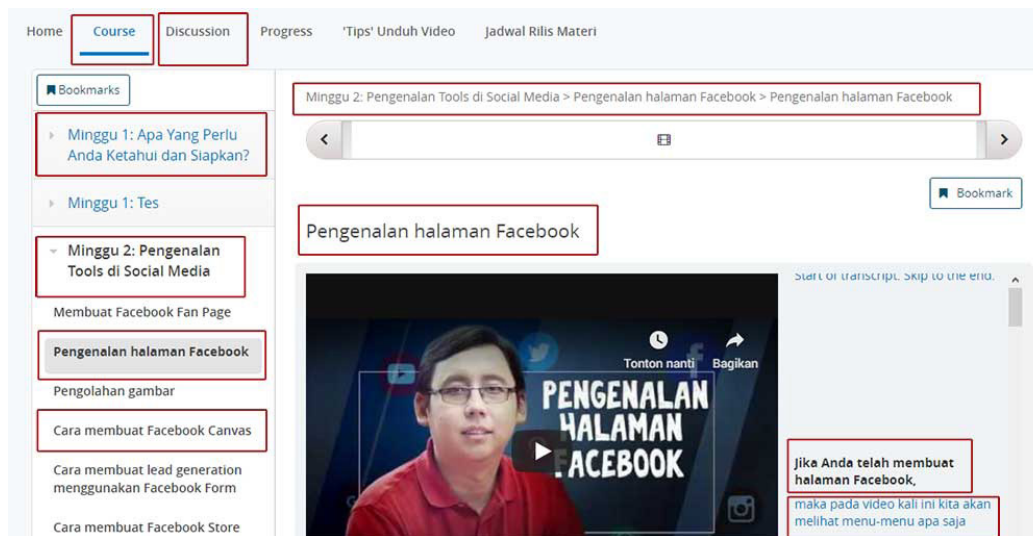 Home Course Discussion Progress 'Tips' Unduh Video Jadwal Rilis Materi
Bookmarks
Minggu 1: Apa Yang Perlu
Anda Ketahui dan Siapkan?
Minggu 1: Tes
Minggu 2: Pengenalan
Tools di Social Media
Membuat Facebook Fan Page
Pengenalan halaman Facebook
Pengolahan gambar
Cara membuat Facebook Canvas
Cara membuat lead generation
menggunakan Facebook Form
Cara membuat Facebook Store
Minggu 2: Pengenalan Tools di Social Media > Pengenalan halaman Facebook > Pengenalan halaman Facebook
Bookmark
Pengenalan halaman Facebook
Tonton nanti Bagikan
PENGENALAN
HALAMAN
FACEBOOK
Start of transcript. Skip to the end.
Jika Anda telah membuat
halaman Facebook,
maka pada video kali ini kita akan
melihat menu-menu apa saja